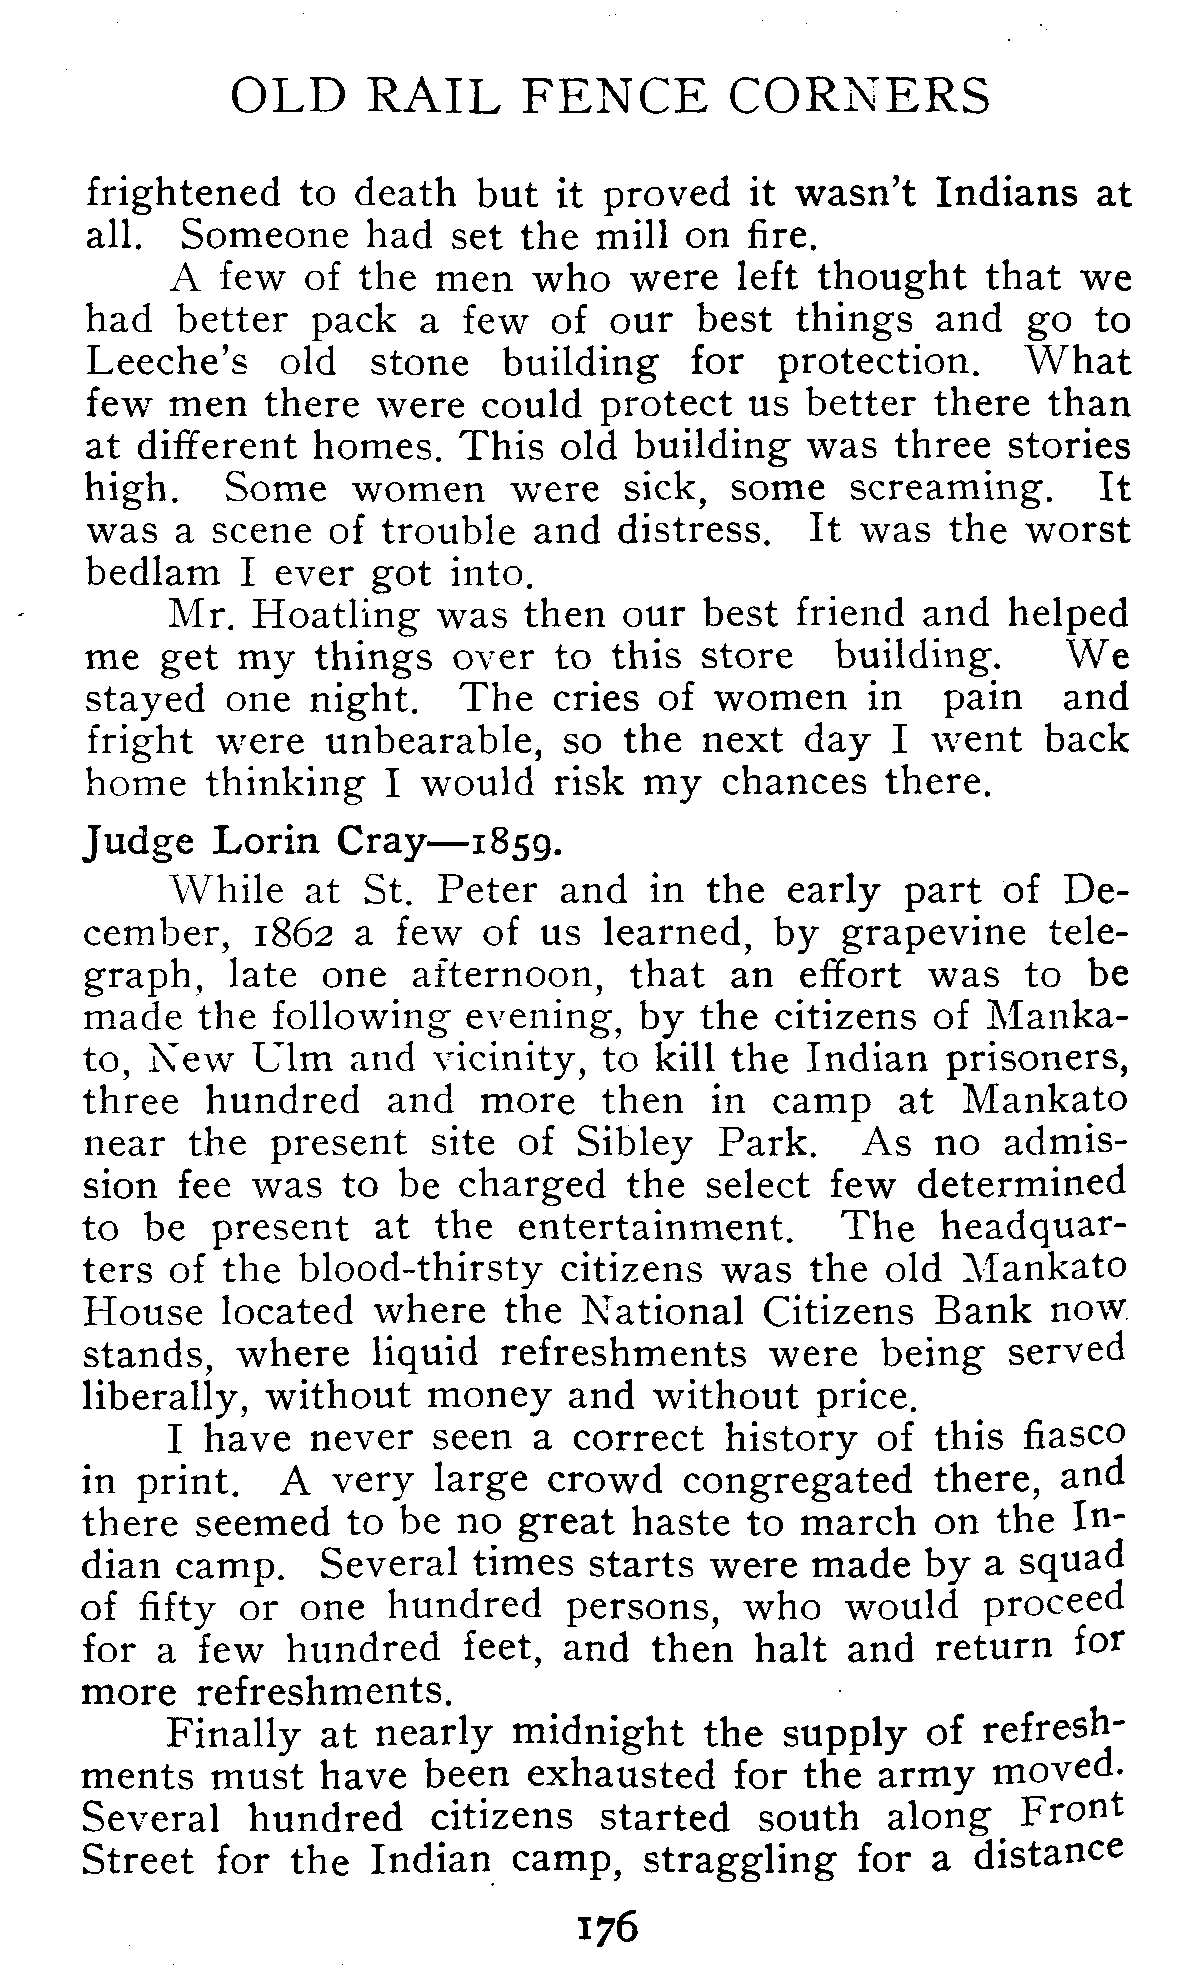 OLD RAIL FENCE CORNERS
frightened to death but it proved it wasn't Indians at
all. Someone had set the mill on fire.
A few of the men who were left thought that we
had better pack a few of our best things and go to
Leeche's old stone building for protection. What
few men there were could protect us better there than
at different homes. This old building was three stories
high. Some women were sick, some screaming. It
was a scene of trouble and distress. It was the worst
bedlam I ever got into.
Mr. Hoatling was then our best friend and helped
me get my things over to this store building. We
stayed one night. The cries of women in pain and
fright were unbearable, so the next day I went back
home thinking I would risk my chances there.
Judge Lorin Cray—1859.
While at St. Peter and in the early part of De-
cember, 1862 a few of us learned, by grapevine tele-
graph, late one afternoon, that an effort was to be
made the following evening, by the citizens of Manka-
to, New Ulm and vicinity, to kill the Indian prisoners,
three hundred and more then in camp at Mankato
near the present site of Sibley Park. As no admis-
sion fee was to be charged the select few determined
to be present at the entertainment. The headquar-
ters of the blood-thirsty citizens was the old Mankato
House located where the National Citizens Bank now
stands, where liquid refreshments were being served
liberally, without money and without price.
I have never seen a correct history of this fiasco
in print. A very large crowd congregated there, and
there seemed to be no great haste to march on the In-
dian camp. Several times starts were made by a squad
of fifty or one hundred persons, who would proceed
for a few hundred feet, and then halt and return for
more refreshments.
Finally at nearly midnight the supply of refresh-
ments must have been exhausted for the army moved.
Several hundred citizens started south along Front
Street for the Indian camp, straggling for a distance
176